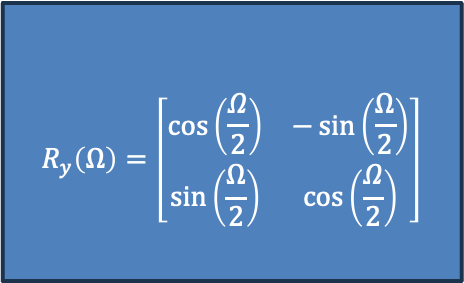 R_y(Ω) = [ cos(Ω/2) − sin(Ω/2)
sin(Ω/2) cos(Ω/2) ]